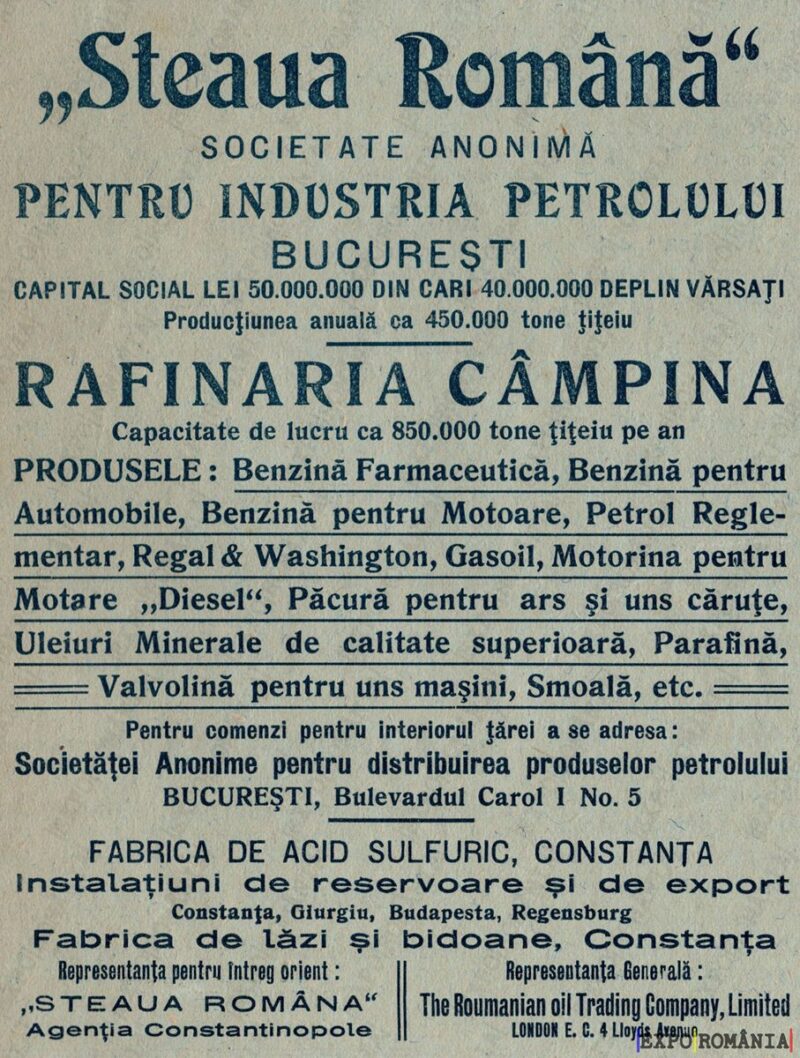 „Steaua Română“
SOCIETATE ANONIMĂ
PENTRU INDUSTRIA PETROLULUI
BUCUREȘTI
CAPITAL SOCIAL LEI 50.000.000 DIN CARI 40.000.000 DEPLIN VĂRSAȚI
Producţiunea anuală ca 450.000 tone ţiţeiu
RAFINARIA CÂMPINA
Capacitate de lucru ca 850.000 tone ţiţeiu pe an
PRODUSELE: Benzină Farmaceutică, Benzină pentru
Automobile, Benzină pentru Motoare, Petrol Regle-
mentar, Regal & Washington, Gasoil, Motorina pentru
Motare „Diesel“, Păcură pentru ars şi uns căruţe,
Uleiuri Minerale de calitate superioară, Parafină,
Valvolină pentru uns maşini, Smoală, etc.
Pentru comenzi pentru interiorul ţărei a se adresa:
Societăţei Anonime pentru distribuirea produselor petrolului
BUCUREŞTI, Bulevardul Carol I No. 5
FABRICA DE ACID SULFURIC, CONSTANŢA
Instalaţiuni de reservoare şi de export
Constanţa, Giurgiu, Budapesta, Regensburg
Fabrica de lăzi şi bidoane, Constanţa
Representanţa pentru întreg orient:
„STEAUA ROMÂNA“
Agenţia Constantinopole
Representanţa Generală:
The Roumanian oil Trading Company, Limited
LONDON E. C. 4 Lloyds Avenun
EXPO ROMÂNIA